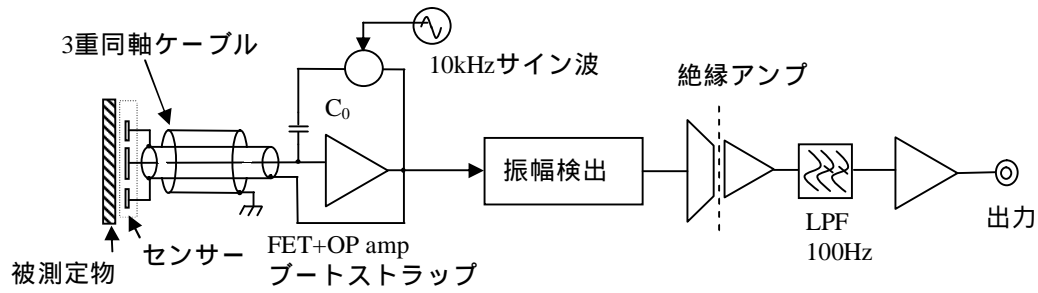 3重同軸ケーブル
10kHzサイン波
絶縁アンプ
C₀
振幅検出
出力
LPF
100Hz
センサー
FET+OP amp
ブートストラップ
被測定物